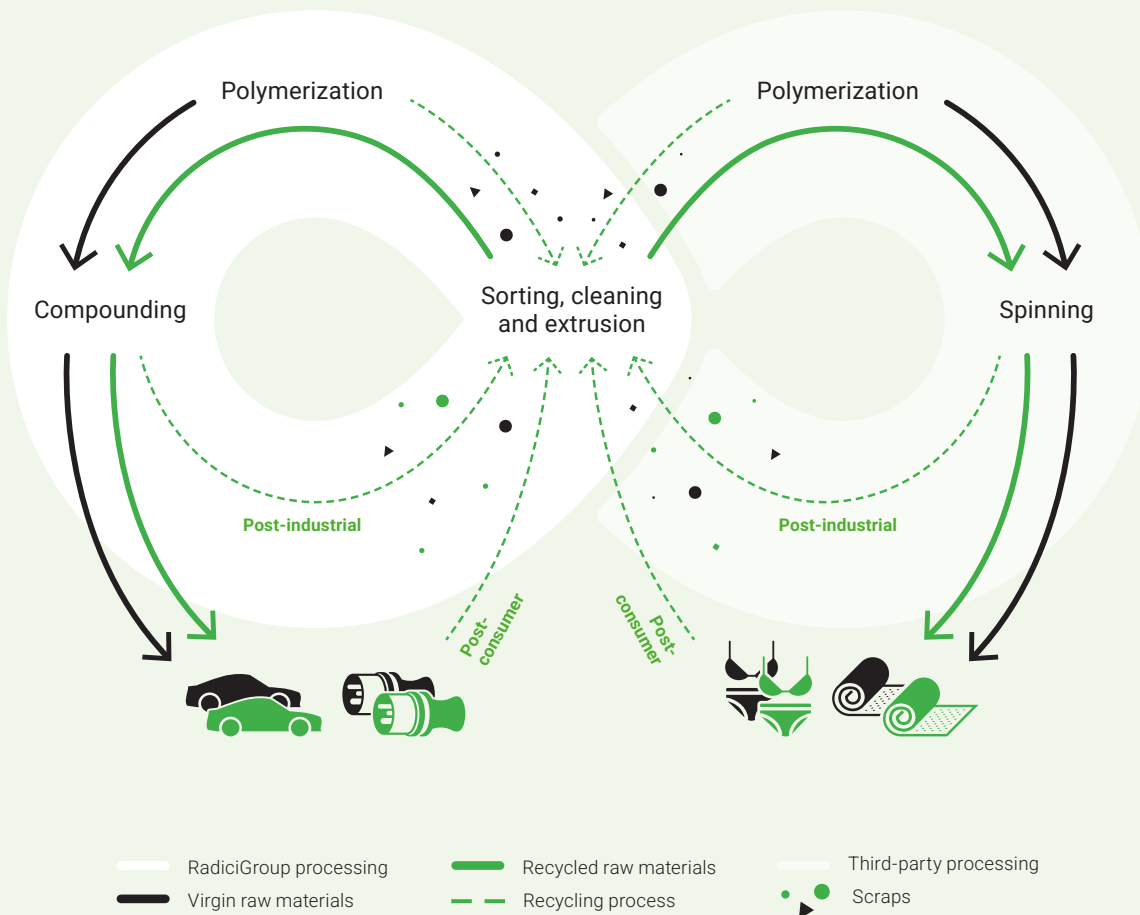 Polymerization
Polymerization
Sorting, cleaning
and extrusion
Compounding
Spinning
Post-industrial
Post-industrial
Post-
consumer
Post-
consumer
RadiciGroup processing
Recycled raw materials
Third-party processing
Virgin raw materials
Recycling process
Scraps